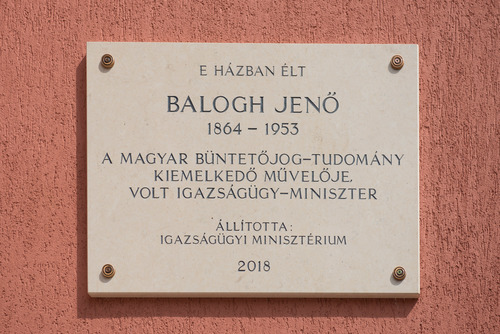 E HÁZBAN ÉLT
BALOGH JENŐ
1864 – 1953
A MAGYAR BÜNTETŐJOG–TUDOMÁNY
KIEMELKEDŐ MŰVELŐJE,
VOLT IGAZSÁGÜGY–MINISZTER
ÁLLÍTOTTA:
IGAZSÁGÜGYI MINISZTÉRIUM
2018